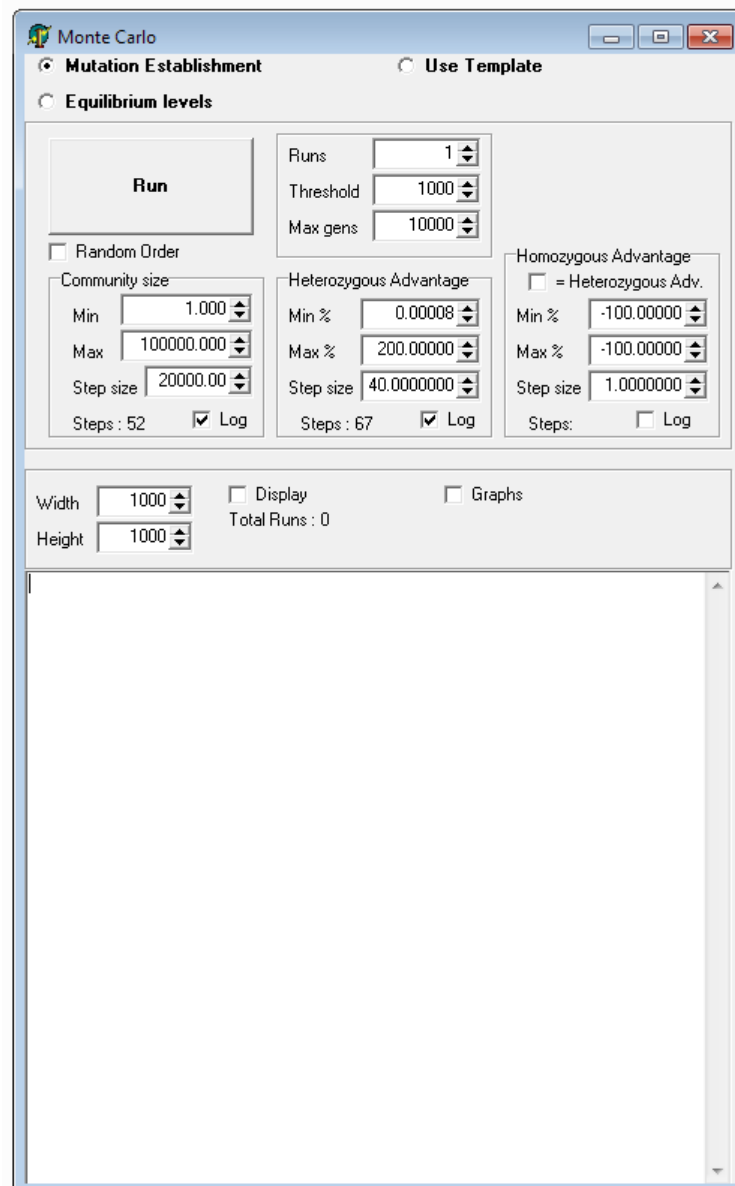 Monte Carlo
Mutation Establishment
Use Template
Equilibrium levels
Run
Runs 1
Threshold 1000
Max gens 10000
Random Order
Community size
Min 1.000
Max 100000.000
Step size 20000.00
Steps : 52 Log
Heterozygous Advantage
Min % 0.00008
Max % 200.00000
Step size 40.0000000
Steps : 67 Log
Homozygous Advantage
= Heterozygous Adv.
Min % -100.00000
Max % -100.00000
Step size 1.0000000
Steps: Log
Width 1000
Height 1000
Display
Total Runs : 0
Graphs